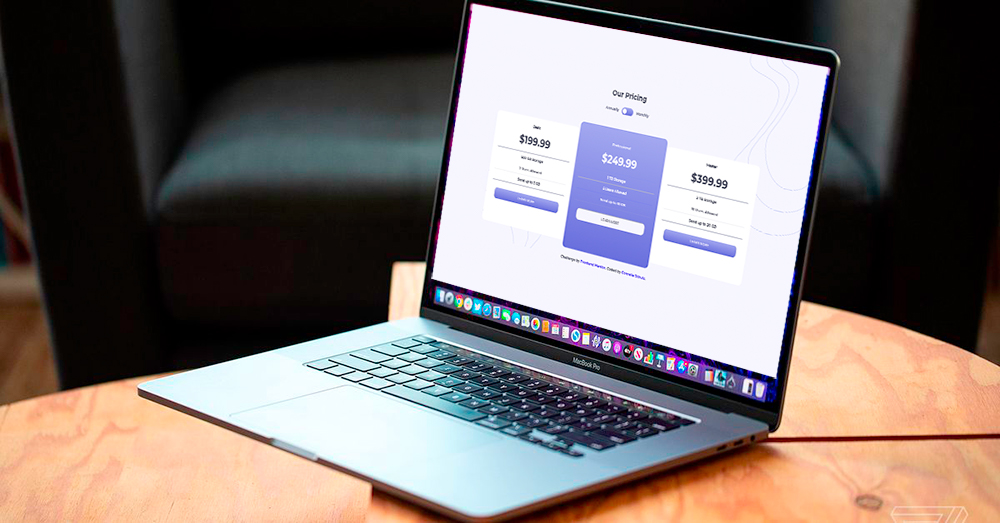 Our Pricing
Annually Monthly
Basic
$199.99
500 GB Storage
2 Users Allowed
Send up to 3 GB
LEARN MORE
Professional
$249.99
1 TB Storage
5 Users Allowed
Send up to 10 GB
LEARN MORE
Master
$399.99
2 TB Storage
10 Users Allowed
Send up to 20 GB
LEARN MORE
Challenge by Frontend Mentor. Coded by
MacBook Pro